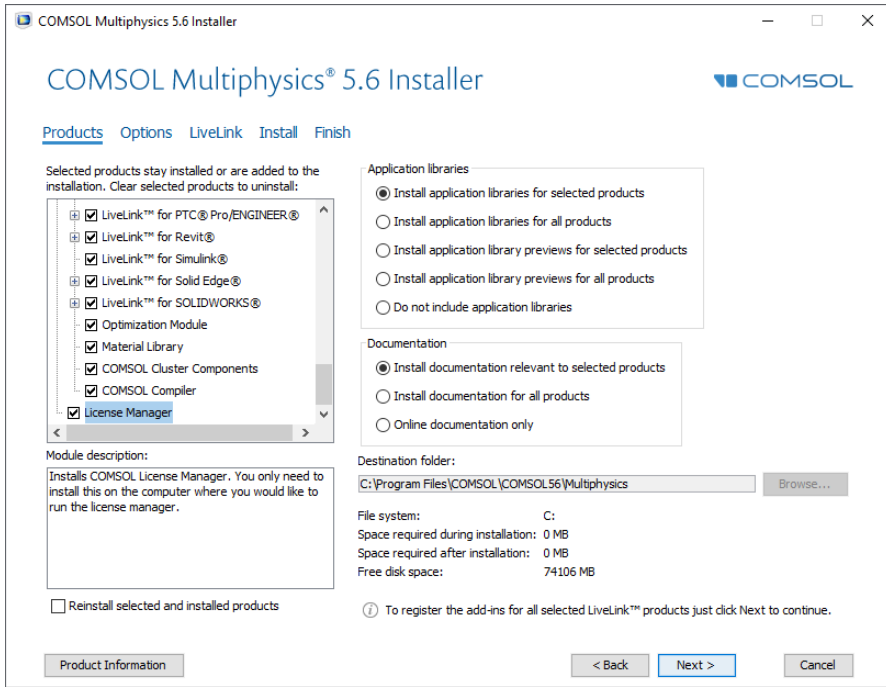 COMSOL Multiphysics 5.6 Installer
COMSOL Multiphysics® 5.6 Installer
COMSOL
Products Options LiveLink Install Finish
Selected products stay installed or are added to the
installation. Clear selected products to uninstall:
LiveLink™ for PTC® Pro/ENGINEER®
LiveLink™ for Revit®
LiveLink™ for Simulink®
LiveLink™ for Solid Edge®
LiveLink™ for SOLIDWORKS®
Optimization Module
Material Library
COMSOL Cluster Components
COMSOL Compiler
License Manager
Module description:
Installs COMSOL License Manager. You only need to
install this on the computer where you would like to
run the license manager.
Reinstall selected and installed products
Application libraries
Install application libraries for selected products
Install application libraries for all products
Install application library previews for selected products
Install application library previews for all products
Do not include application libraries
Documentation
Install documentation relevant to selected products
Install documentation for all products
Online documentation only
Destination folder:
C:\Program Files\COMSOL\COMSOL56\Multiphysics
Browse...
File system: C:
Space required during installation: 0 MB
Space required after installation: 0 MB
Free disk space: 74106 MB
To register the add-ins for all selected LiveLink™ products just click Next to continue.
Product Information
< Back
Next >
Cancel